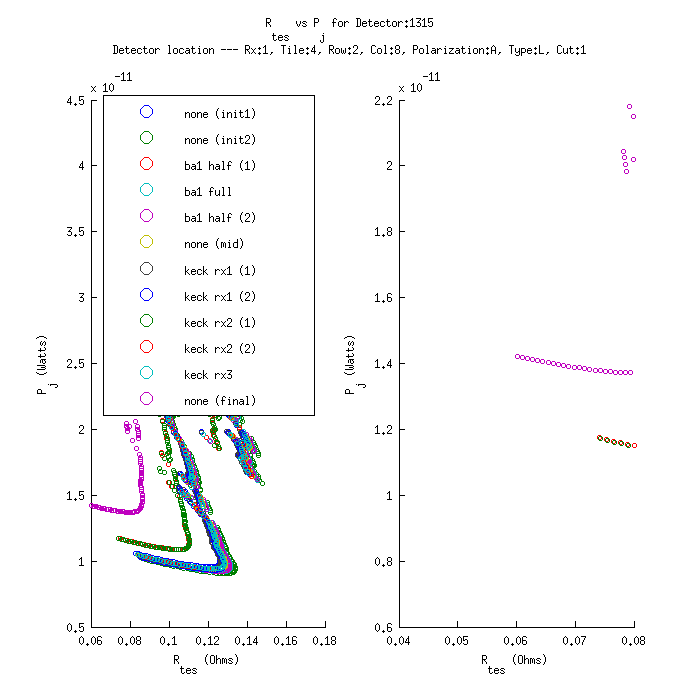 R tes vs P j for Detector:1315
Detector location --- Rx:1, Tile:4, Row:2, Col:8, Polarization:A, Type:L, Cut:1
x 10^-11
4.5
4
3.5
3
2.5
2
1.5
1
0.5
P j (Watts)
none (init1)
none (init2)
ba1 half (1)
ba1 full
ba1 half (2)
none (mid)
keck rx1 (1)
keck rx1 (2)
keck rx2 (1)
keck rx2 (2)
keck rx3
none (final)
0.06 0.08 0.1 0.12 0.14 0.16 0.18
R tes (Ohms)
x 10^-11
2.2
2
1.8
1.6
1.4
1.2
1
0.8
0.6
P j (Watts)
0.04 0.05 0.06 0.07 0.08
R tes (Ohms)